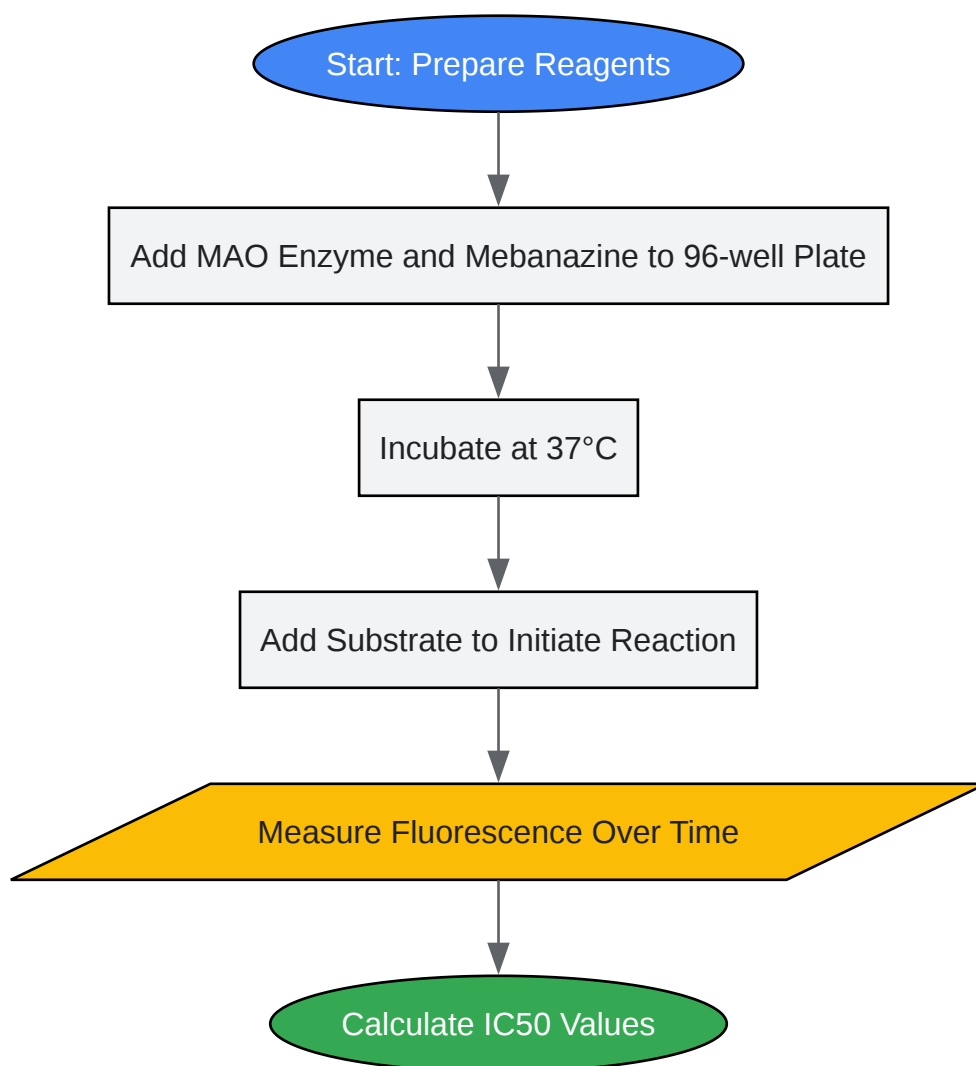 Start: Prepare Reagents
Add MAO Enzyme and Mebanazine to 96-well Plate
Incubate at 37°C
Add Substrate to Initiate Reaction
Measure Fluorescence Over Time
Calculate IC50 Values